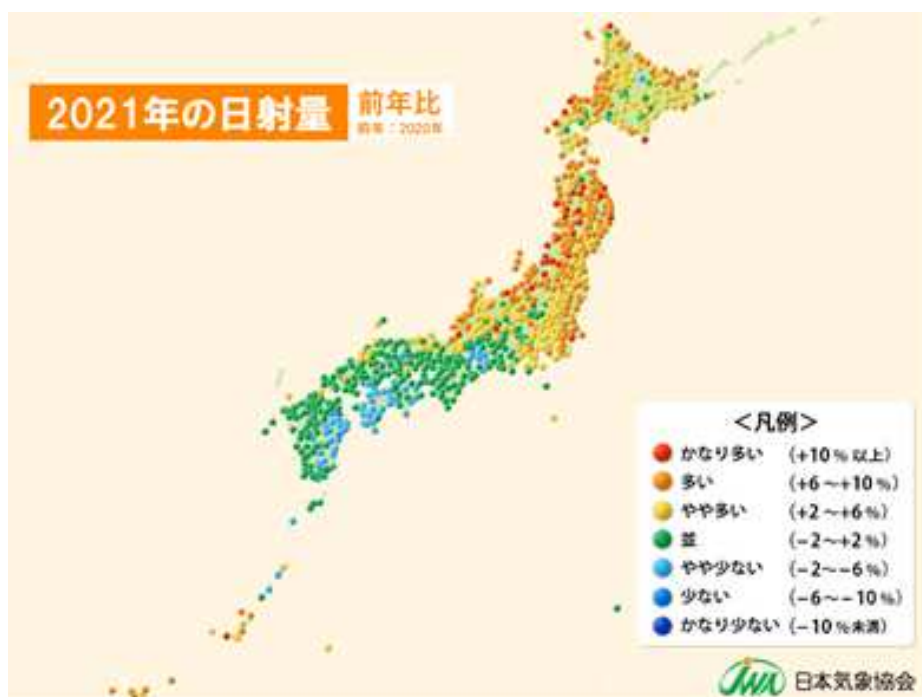 2021年の日射量
前年比
前年：2020年
＜凡例＞
かなり多い （+10％以上）
多い （+6～+10％）
やや多い （+2～+6％）
並 （−2～+2％）
やや少ない （−2～−6％）
少ない （−6～−10％）
かなり少ない （−10％未満）
JWA 日本気象協会